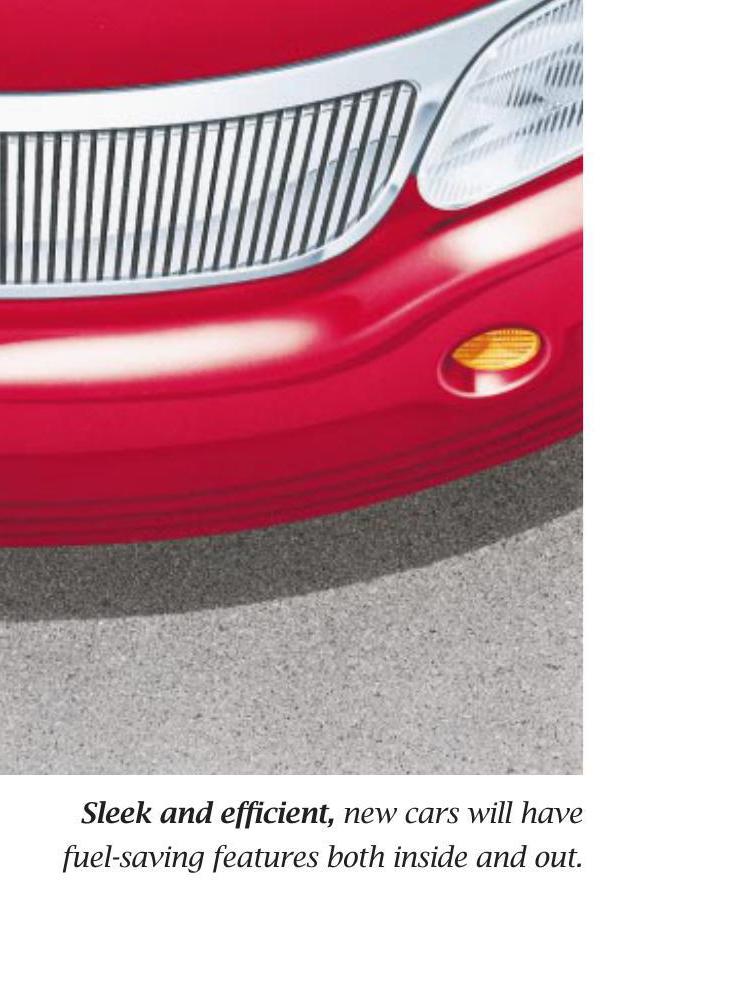 Sleek and efficient, new cars will have
fuel-saving features both inside and out.